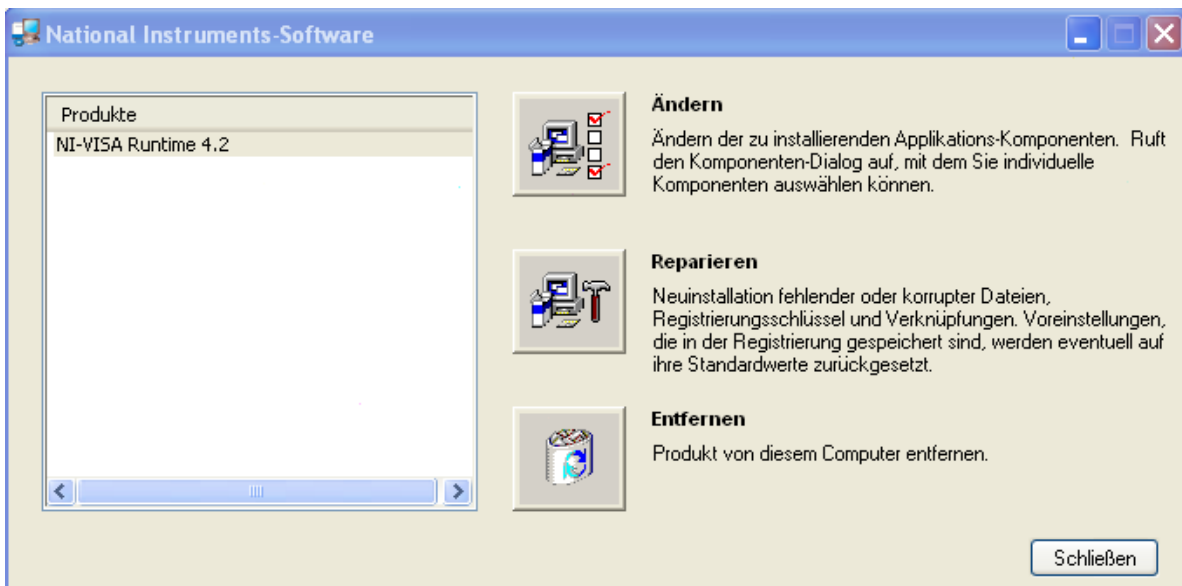 National Instruments-Software
Produkte
NI-VISA Runtime 4.2
Ändern
Ändern der zu installierenden Applikations-Komponenten. Ruft
den Komponenten-Dialog auf, mit dem Sie individuelle
Komponenten auswählen können.
Reparieren
Neuinstallation fehlender oder korrupter Dateien,
Registrierungsschlüssel und Verknüpfungen. Voreinstellungen,
die in der Registrierung gespeichert sind, werden eventuell auf
ihre Standardwerte zurückgesetzt.
Entfernen
Produkt von diesem Computer entfernen.
Schließen